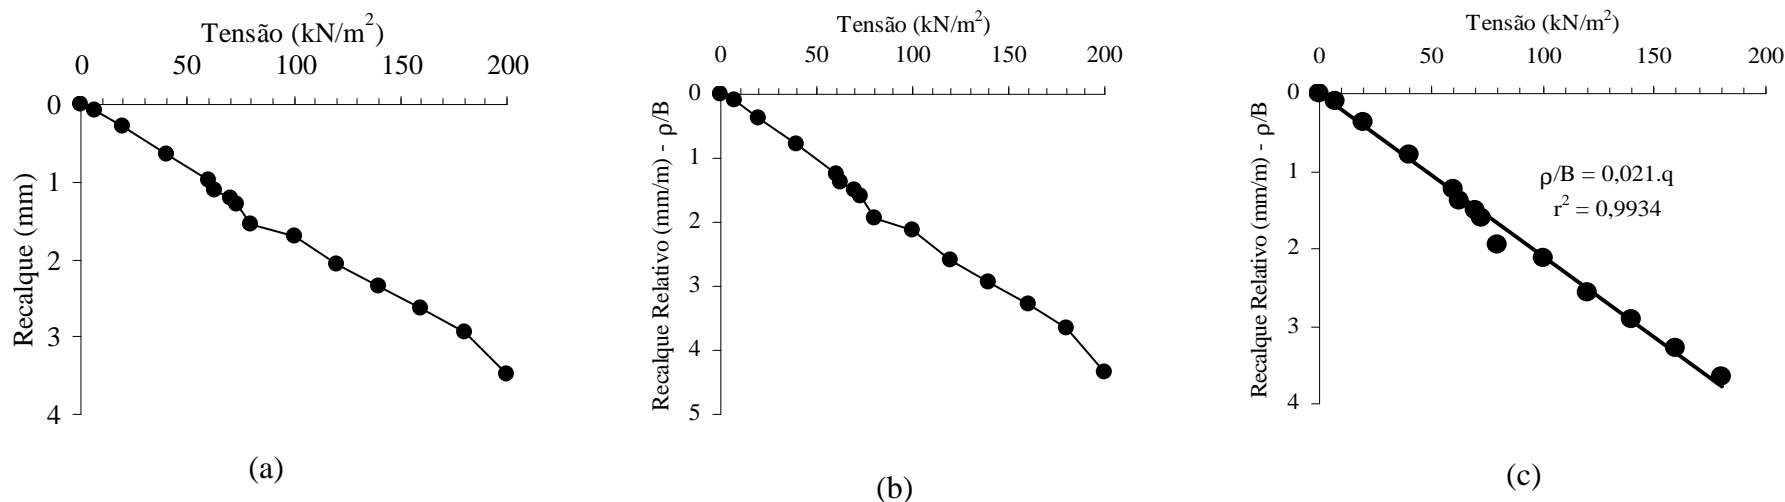 Tensão (kN/m²)
0 50 100 150 200
0
1
2
3
4
Recalque (mm)
(a)
Tensão (kN/m²)
0 50 100 150 200
0
1
2
3
4
5
Recalque Relativo (mm/m) - ρ/B
(b)
Tensão (kN/m²)
0 50 100 160 200
0
1
2
3
4
Recalque Relativo (mm/m) - ρ/B
ρ/B = 0,021.q
r² = 0,9934
(c)